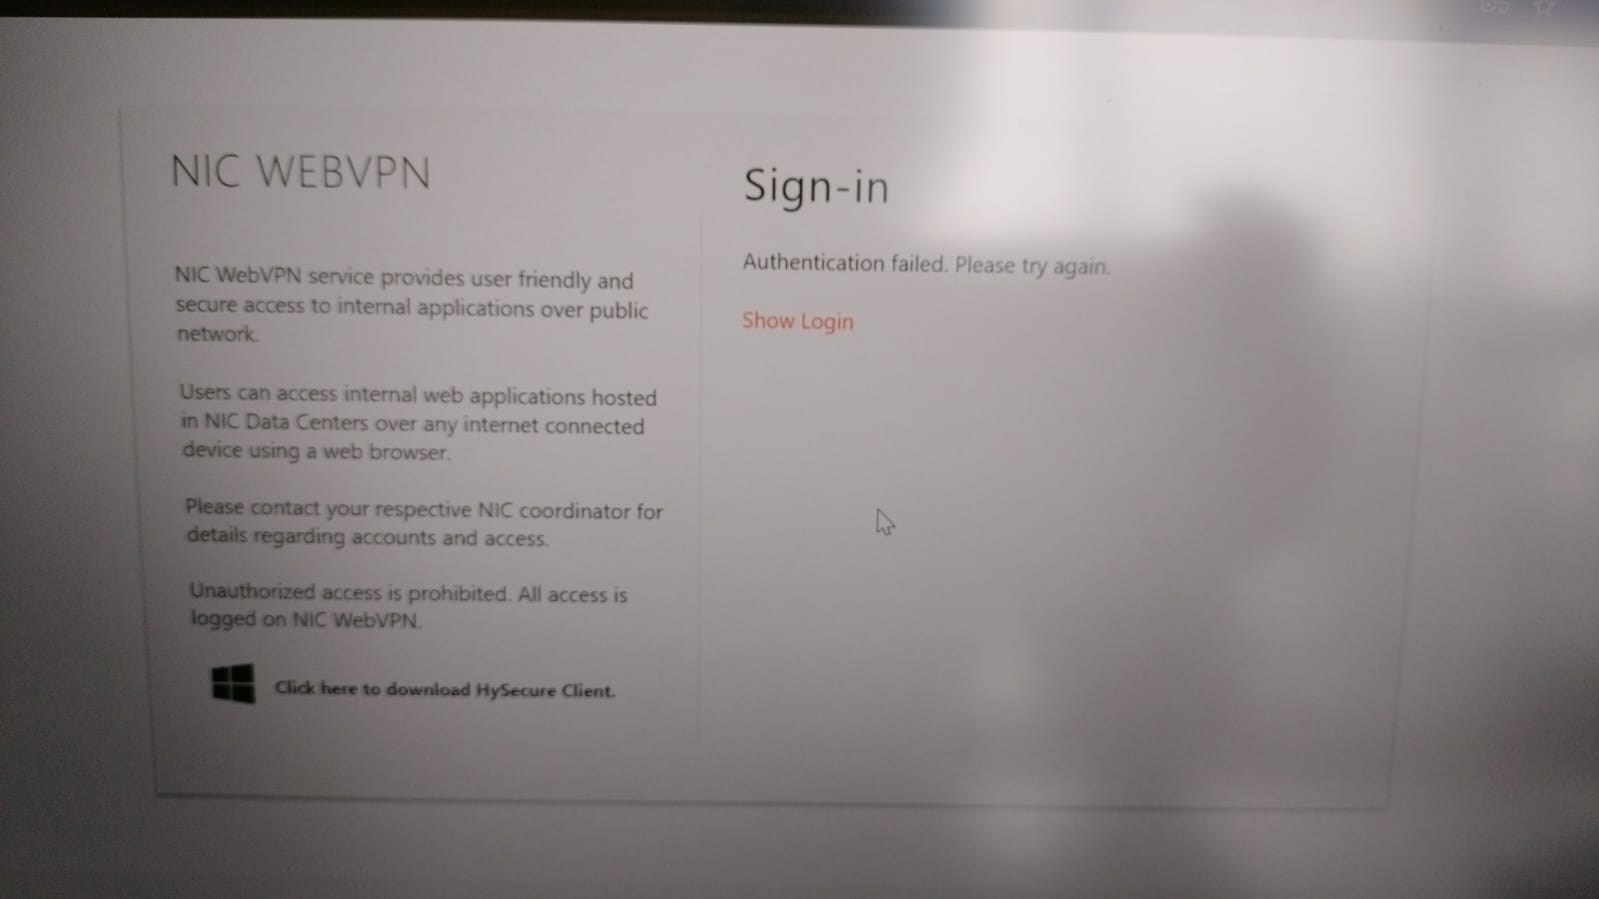 NIC WEBVPN
NIC WebVPN service provides user friendly and
secure access to internal applications over public
network.
Users can access internal web applications hosted
in NIC Data Centers over any internet connected
device using a web browser.
Please contact your respective NIC coordinator for
details regarding accounts and access.
Unauthorized access is prohibited. All access is
logged on NIC WebVPN.
Click here to download HySecure Client.
Sign-in
Authentication failed. Please try again.
Show Login